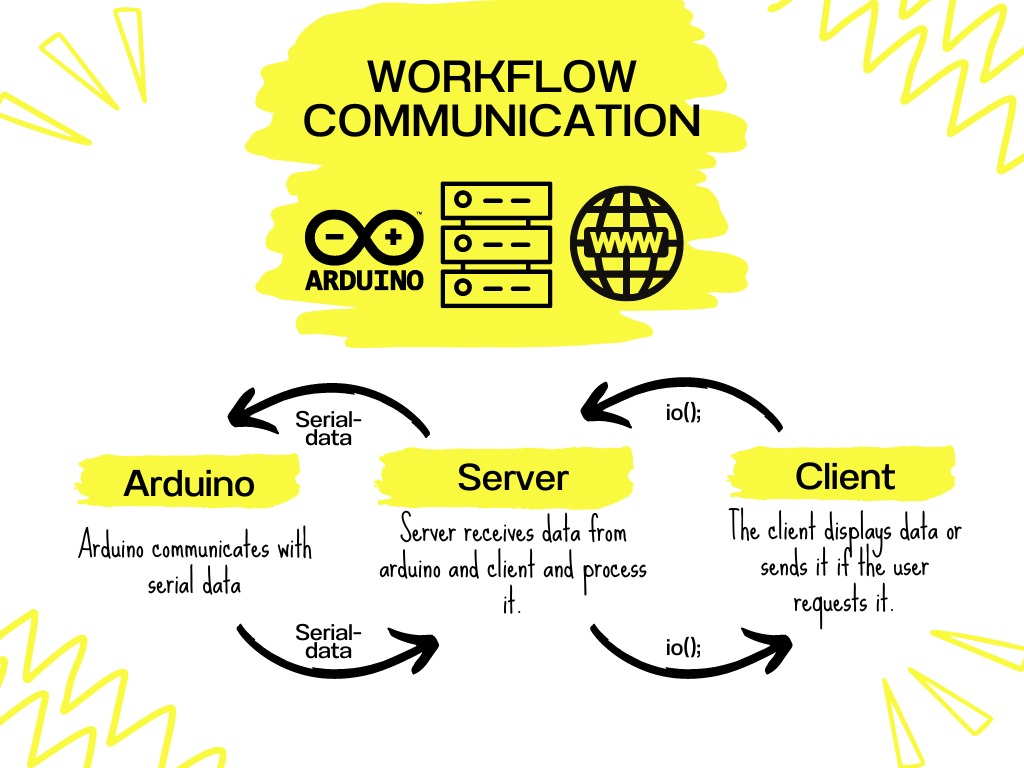 WORKFLOW
COMMUNICATION
ARDUINO
™
WWW
Serial-
data
io();
Arduino
Server
Client
Arduino communicates with
serial data
Server receives data from
arduino and client and process
it.
The client displays data or
sends it if the user
requests it.
Serial-
data
io();